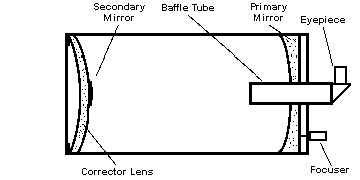 Secondary
Mirror
Baffle Tube
Primary
Mirror
Eyepiece
Corrector Lens
Focuser